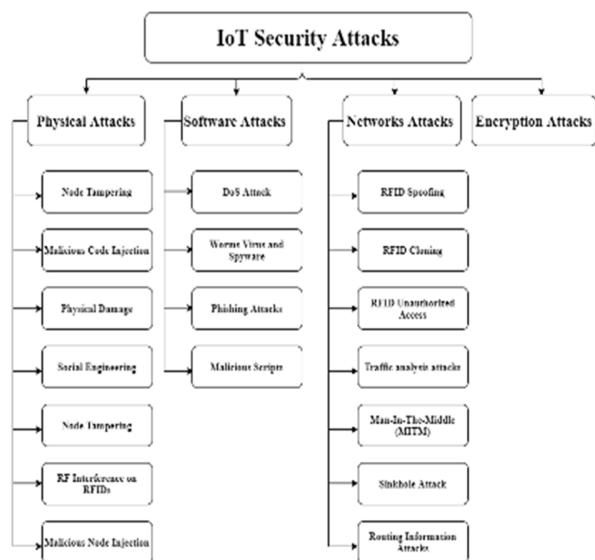 IoT Security Attacks
Physical Attacks
Software Attacks
Networks Attacks
Encryption Attacks
Node Tampering
Malicious Code Injection
Physical Damage
Social Engineering
Node Tampering
RF Interference on
RFIDs
Malicious Node Injection
DoS Attack
Worms Virus and
Spyware
Phishing Attacks
Malicious Scripts
RFID Spoofing
RFID Cloning
RFID Unauthorized
Access
Traffic analysis attacks
Man-In-The-Middle
(MITM)
Sinkhole Attack
Routing Information
Attacks